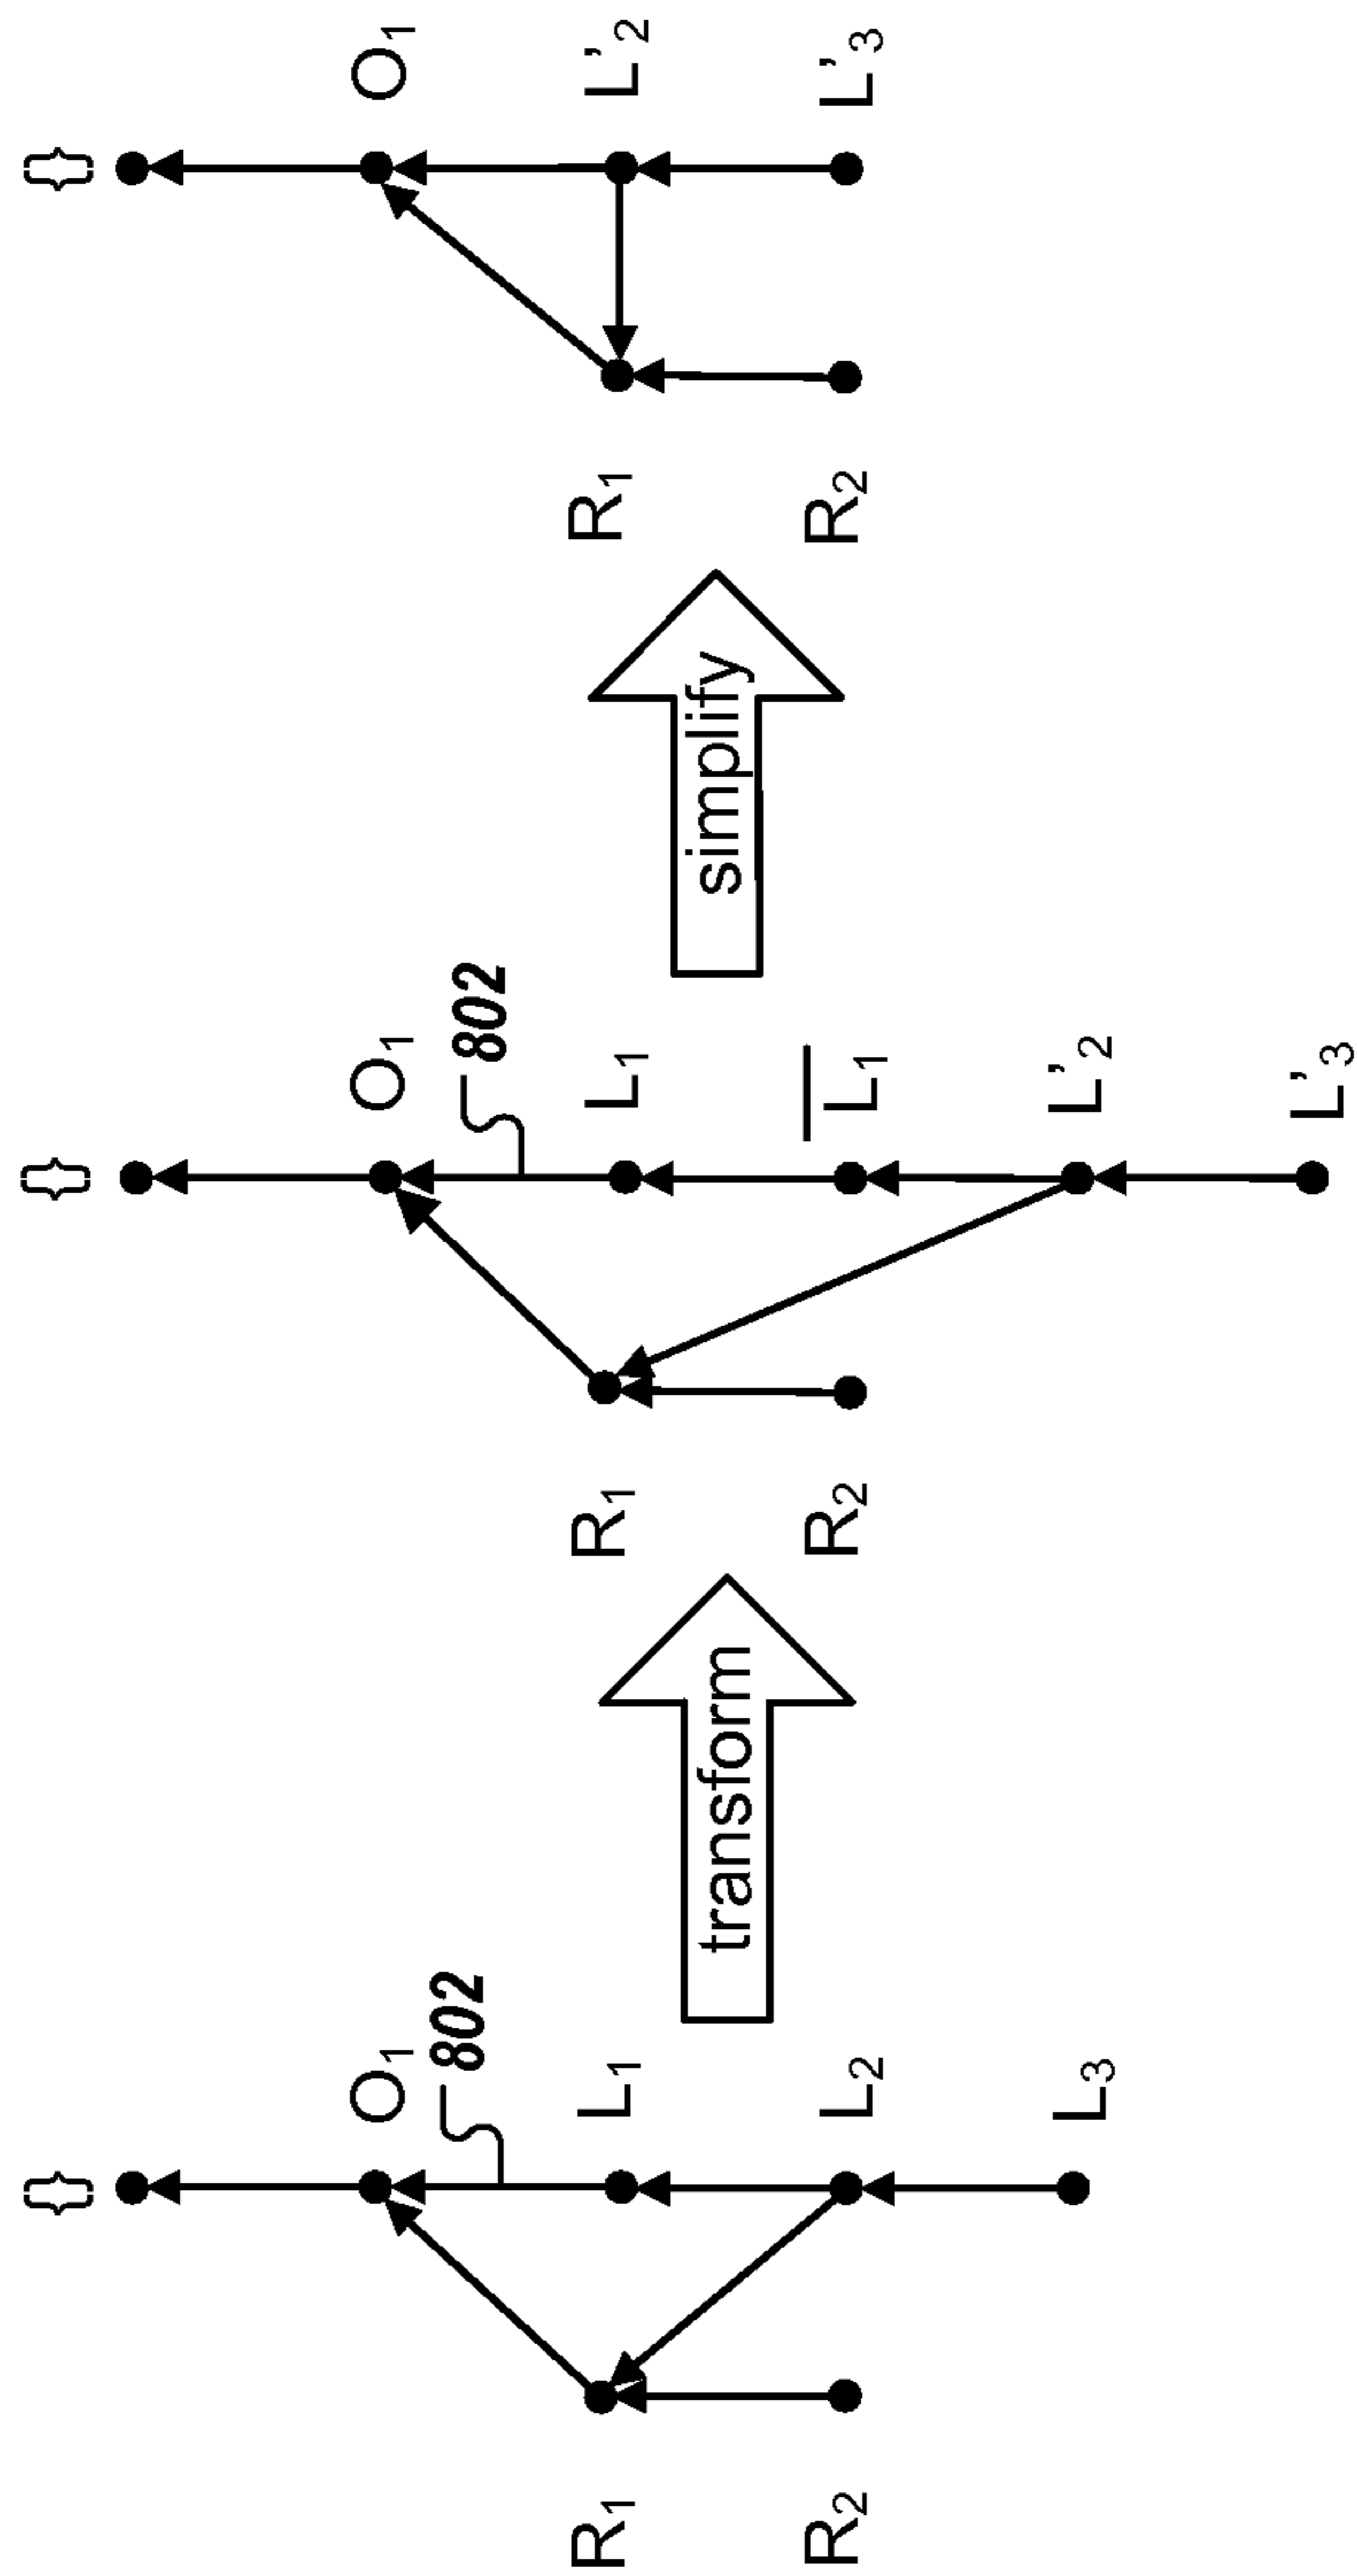 {}
O₁
802
R₁
L₁
R₂
L₂
L₃
transform
{}
O₁
802
R₁
L₁
R₂
L̅₁
L'₂
L'₃
simplify
{}
O₁
R₁
L'₂
R₂
L'₃